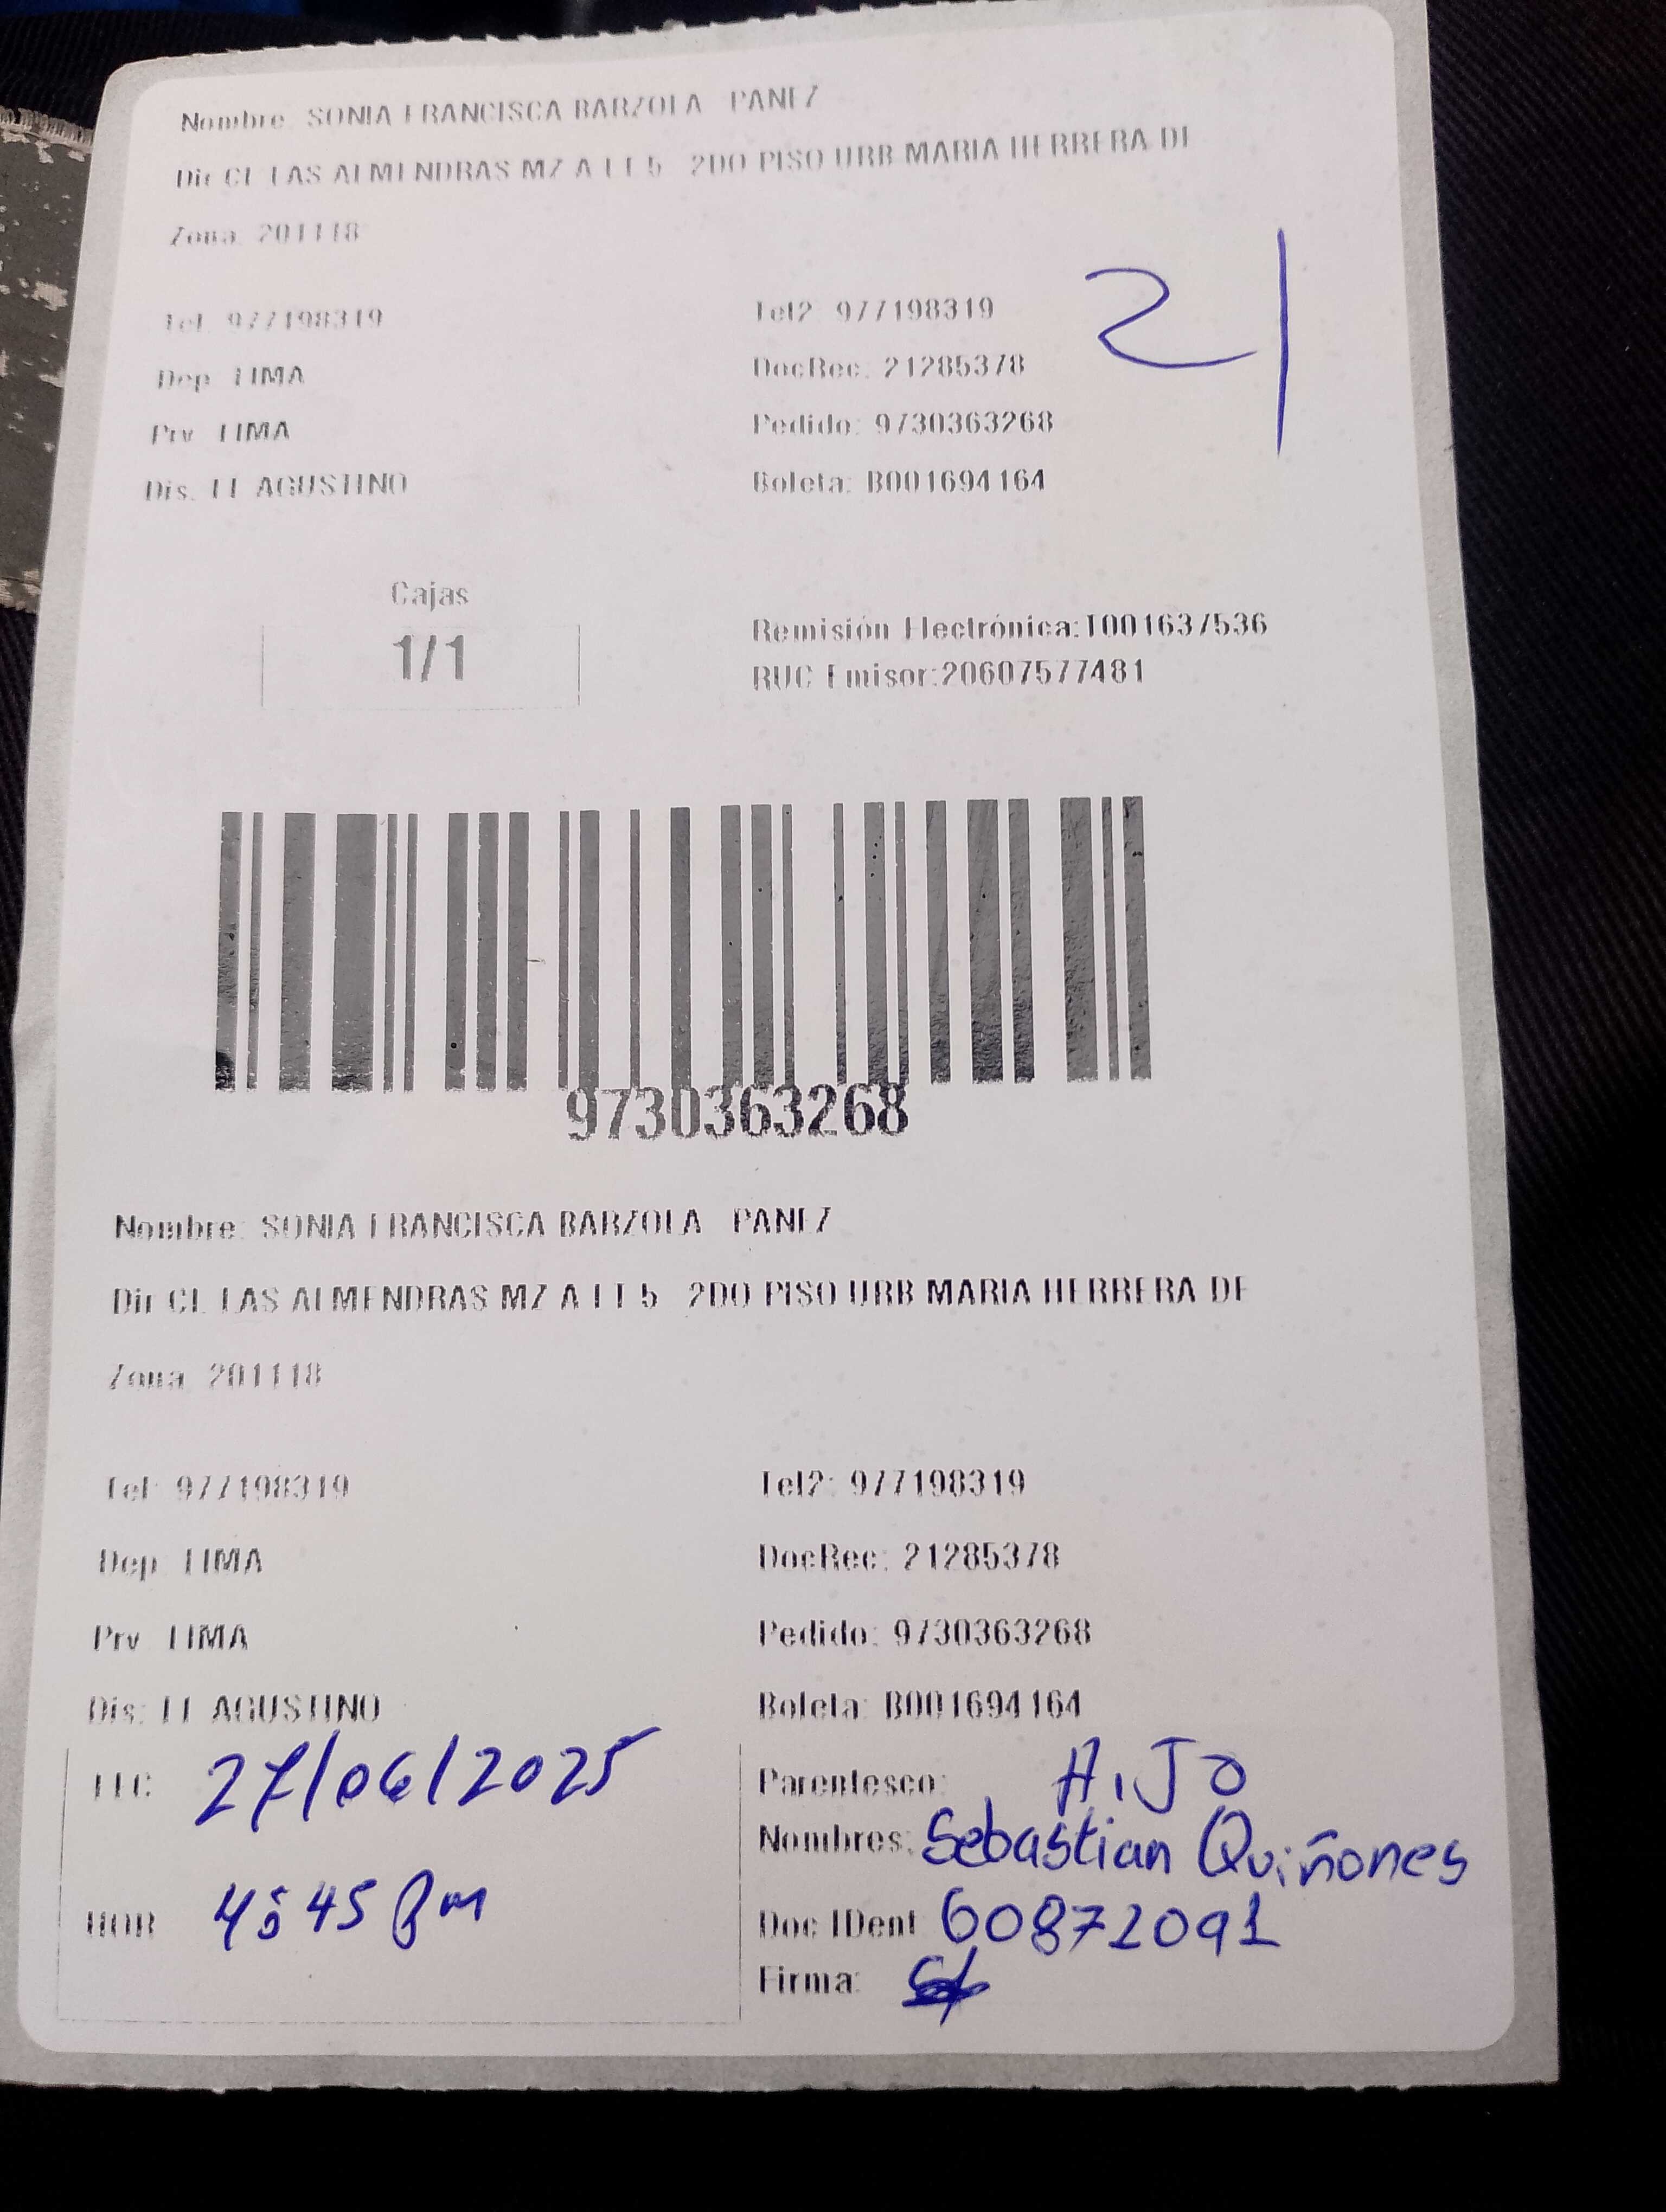 Nombre: SONIA FRANCISCA BARZOLA PANEZ
Dir CL LAS ALMENDRAS MZ A LT 5 2DO PISO URB MARIA HERRERA DE
Zona: 201118
21
Tel: 977198319 Tel2: 977198319
Dep: LIMA DocRec: 21285378
Prv: LIMA Pedido: 9730363268
Dis: EL AGUSTINO Boleta: B001694164
Cajas
1/1
Remisión Electrónica:T001637536
RUC Emisor:20607577481
9730363268
Nombre: SONIA FRANCISCA BARZOLA PANEZ
Dir CL LAS ALMENDRAS MZ A LT 5 2DO PISO URB MARIA HERRERA DE
Zona: 201118
Tel: 977198319 Tel2: 977198319
Dep: LIMA DocRec: 21285378
Prv: LIMA Pedido: 9730363268
Dis: EL AGUSTINO Boleta: B001694164
FEC: 27/06/2025 Parentesco: HiJo
Nombres: Sebastian Quiñones
HOR 4:45 Pm Doc IDent 60872091
Firma: